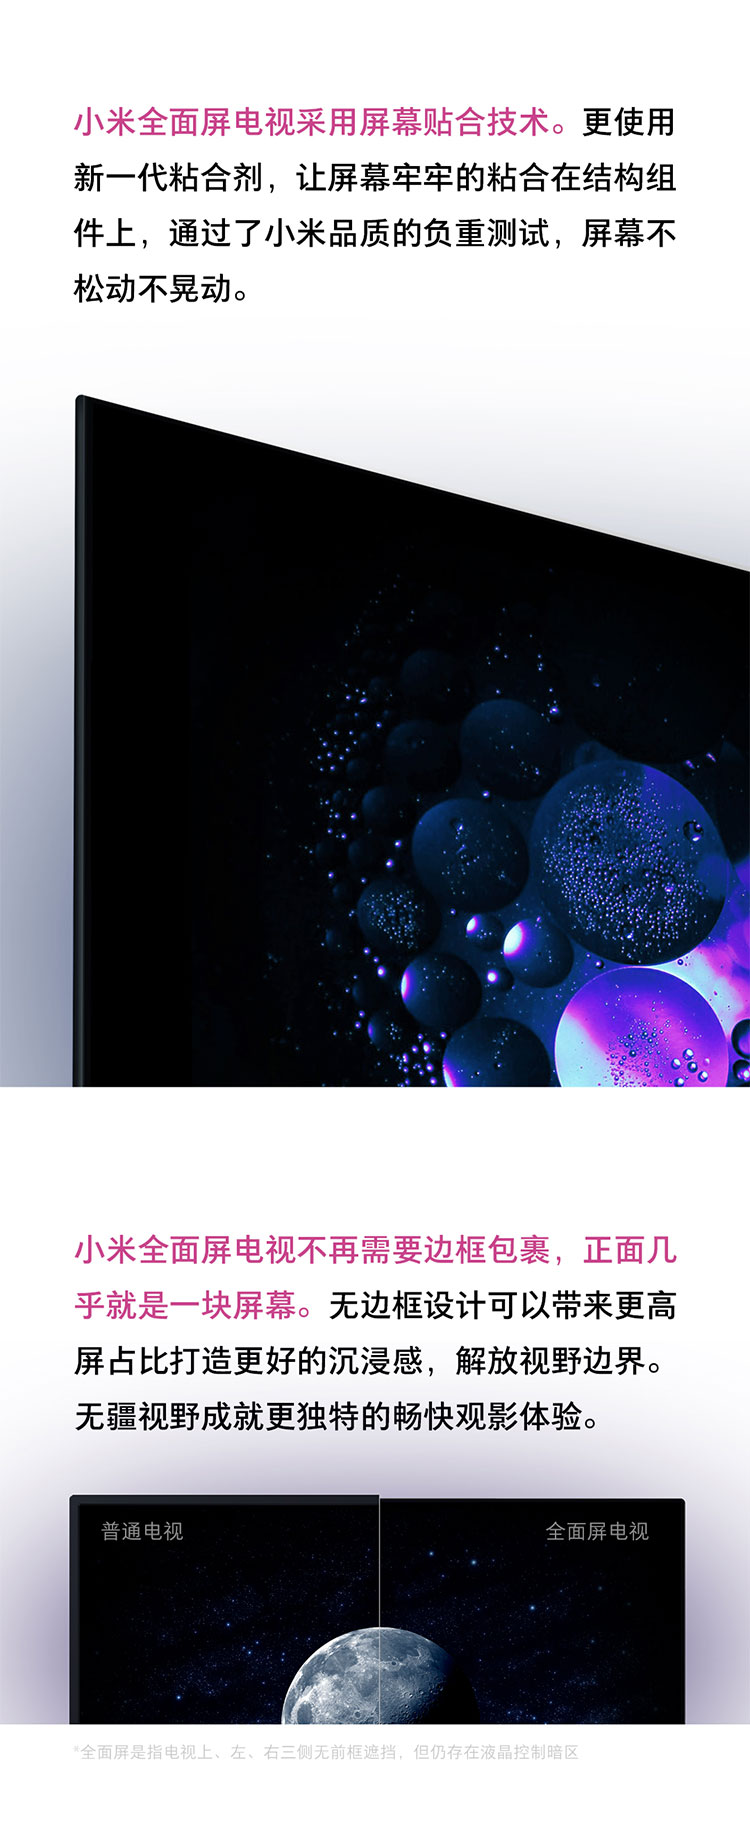 小米全面屏电视采用屏幕贴合技术。更使用
新一代粘合剂，让屏幕牢牢的粘合在结构组
件上，通过了小米品质的负重测试，屏幕不
松动不晃动。
小米全面屏电视不再需要边框包裹，正面几
乎就是一块屏幕。无边框设计可以带来更高
屏占比打造更好的沉浸感，解放视野边界。
无疆视野成就更独特的畅快观影体验。
普通电视
全面屏电视
*全面屏是指电视上、左、右三侧无前框遮挡，但仍存在液晶控制暗区